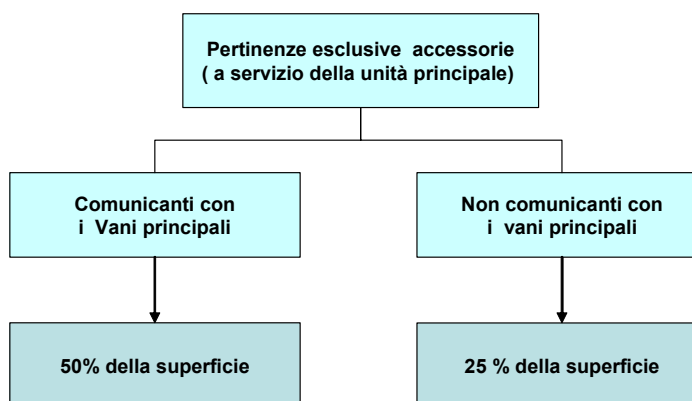 Pertinenze esclusive accessorie
( a servizio della unità principale)
Comunicanti con
i Vani principali
Non comunicanti con
i vani principali
50% della superficie
25 % della superficie